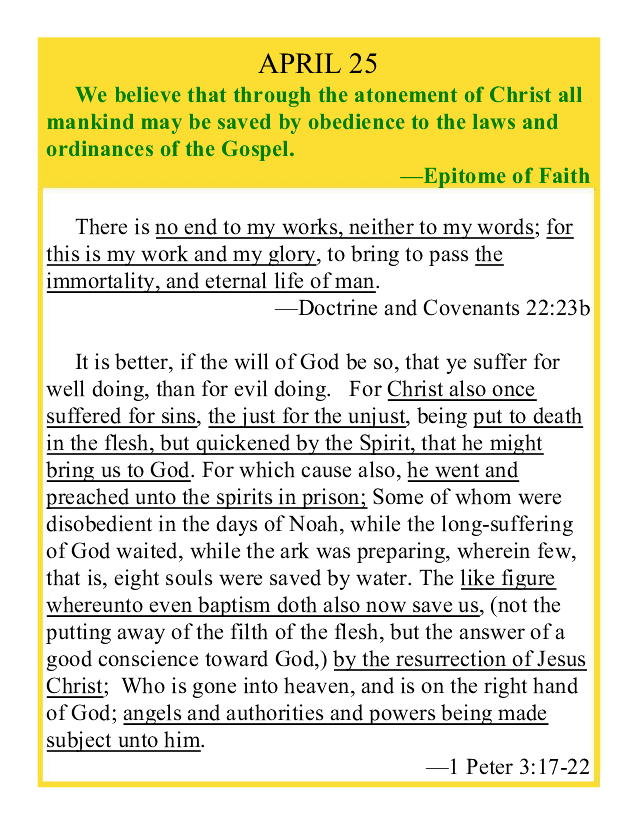 APRIL 25
We believe that through the atonement of Christ all
mankind may be saved by obedience to the laws and
ordinances of the Gospel.
—Epitome of Faith
There is no end to my works, neither to my words; for
this is my work and my glory, to bring to pass the
immortality, and eternal life of man.
—Doctrine and Covenants 22:23b
It is better, if the will of God be so, that ye suffer for
well doing, than for evil doing.   For Christ also once
suffered for sins, the just for the unjust, being put to death
in the flesh, but quickened by the Spirit, that he might
bring us to God. For which cause also, he went and
preached unto the spirits in prison; Some of whom were
disobedient in the days of Noah, while the long-suffering
of God waited, while the ark was preparing, wherein few,
that is, eight souls were saved by water. The like figure
whereunto even baptism doth also now save us, (not the
putting away of the filth of the flesh, but the answer of a
good conscience toward God,) by the resurrection of Jesus
Christ;  Who is gone into heaven, and is on the right hand
of God; angels and authorities and powers being made
subject unto him.
—1 Peter 3:17-22